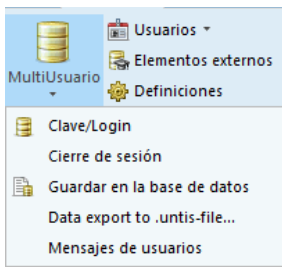 MultiUsuario
Usuarios
Elementos externos
Definiciones
Clave/Login
Cierre de sesión
Guardar en la base de datos
Data export to .untis-file...
Mensajes de usuarios